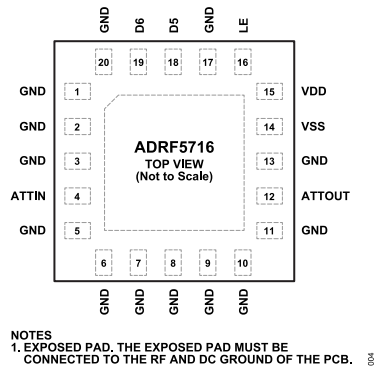 GND D6 D5 GND LE
20 19 18 17 16
GND 1 15 VDD
GND 2 14 VSS
GND 3 13 GND
ATTIN 4 12 ATTOUT
GND 5 11 GND
ADRF5716
TOP VIEW
(Not to Scale)
6 7 8 9 10
GND GND GND GND GND
NOTES
1. EXPOSED PAD. THE EXPOSED PAD MUST BE
CONNECTED TO THE RF AND DC GROUND OF THE PCB.
004